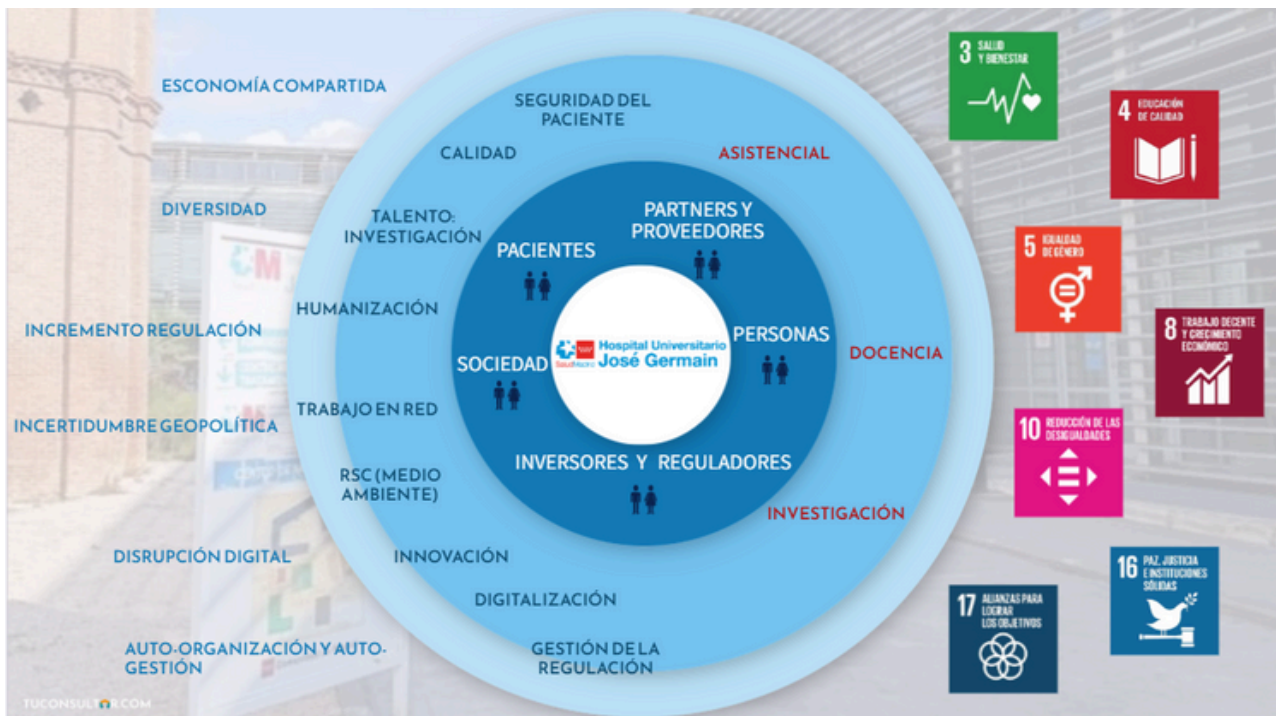 ESCONOMÍA COMPARTIDA
DIVERSIDAD
INCREMENTO REGULACIÓN
INCERTIDUMBRE GEOPOLÍTICA
DISRUPCIÓN DIGITAL
AUTO-ORGANIZACIÓN Y AUTO-
GESTIÓN
SEGURIDAD DEL
PACIENTE
CALIDAD
TALENTO:
INVESTIGACIÓN
HUMANIZACIÓN
TRABAJO EN RED
RSC (MEDIO
AMBIENTE)
INNOVACIÓN
DIGITALIZACIÓN
GESTIÓN DE LA
REGULACIÓN
ASISTENCIAL
DOCENCIA
INVESTIGACIÓN
PACIENTES
PARTNERS Y
PROVEEDORES
PERSONAS
SOCIEDAD
INVERSORES Y REGULADORES
Hospital Universitario
José Germain
SaludMadrid
3 SALUD
Y BIENESTAR
4 EDUCACIÓN
DE CALIDAD
5 IGUALDAD
DE GÉNERO
8 TRABAJO DECENTE
Y CRECIMIENTO
ECONÓMICO
10 REDUCCIÓN DE LAS
DESIGUALDADES
16 PAZ, JUSTICIA
E INSTITUCIONES
SÓLIDAS
17 ALIANZAS PARA
LOGRAR
LOS OBJETIVOS
M
TUCONSULTOR.COM